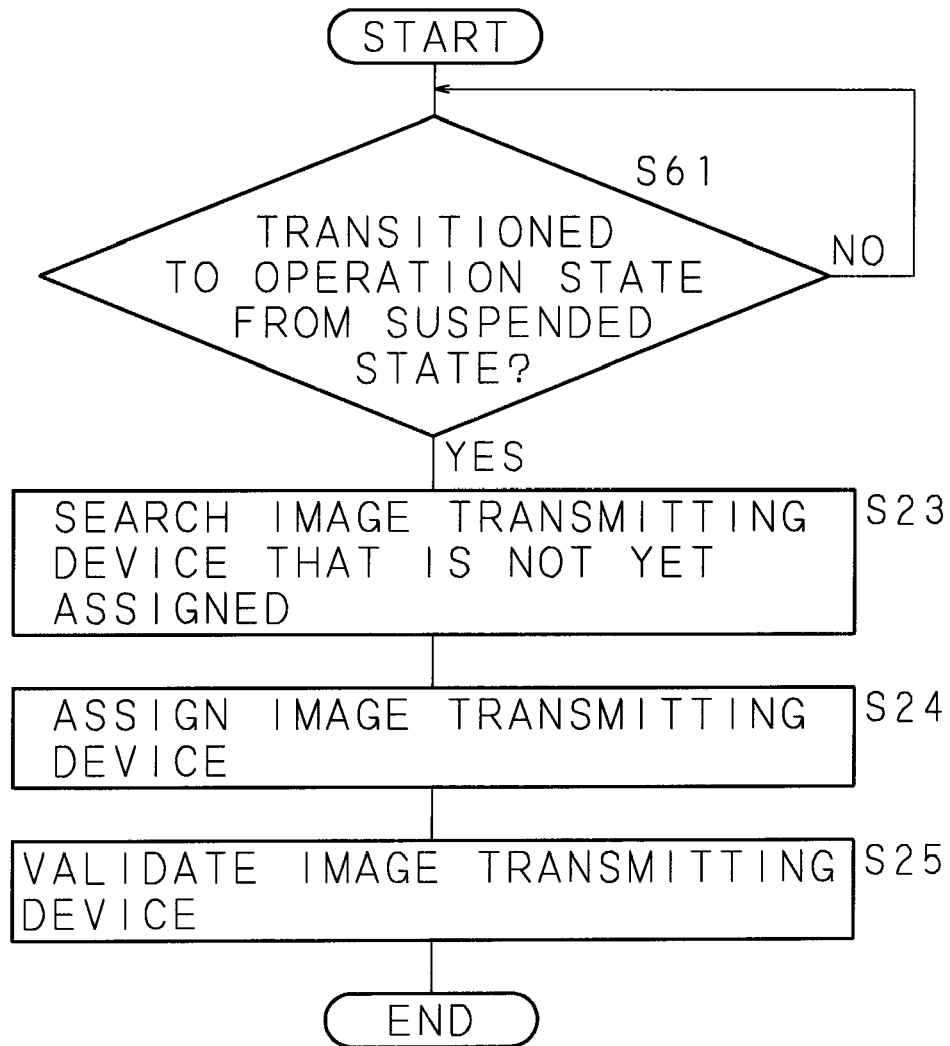 START
S61
TRANSITIONED
TO OPERATION STATE
FROM SUSPENDED
STATE?
NO
YES
SEARCH IMAGE TRANSMITTING
DEVICE THAT IS NOT YET
ASSIGNED
S23
ASSIGN IMAGE TRANSMITTING
DEVICE
S24
VALIDATE IMAGE TRANSMITTING
DEVICE
S25
END